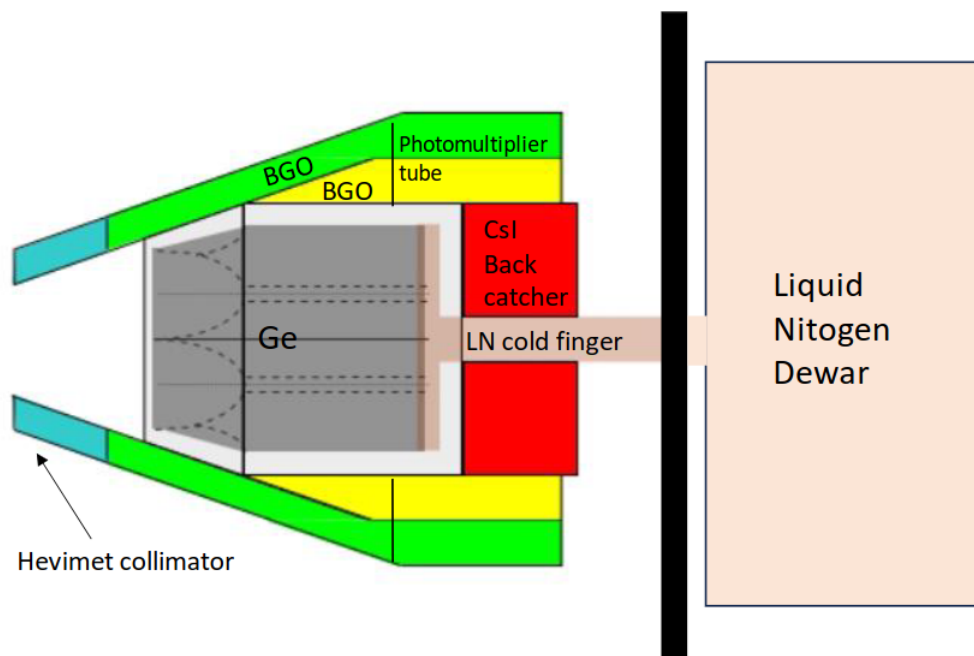 BGO
BGO
Photomultiplier
tube
CsI
Back
catcher
Ge
LN cold finger
Liquid
Nitogen
Dewar
Hevimet collimator